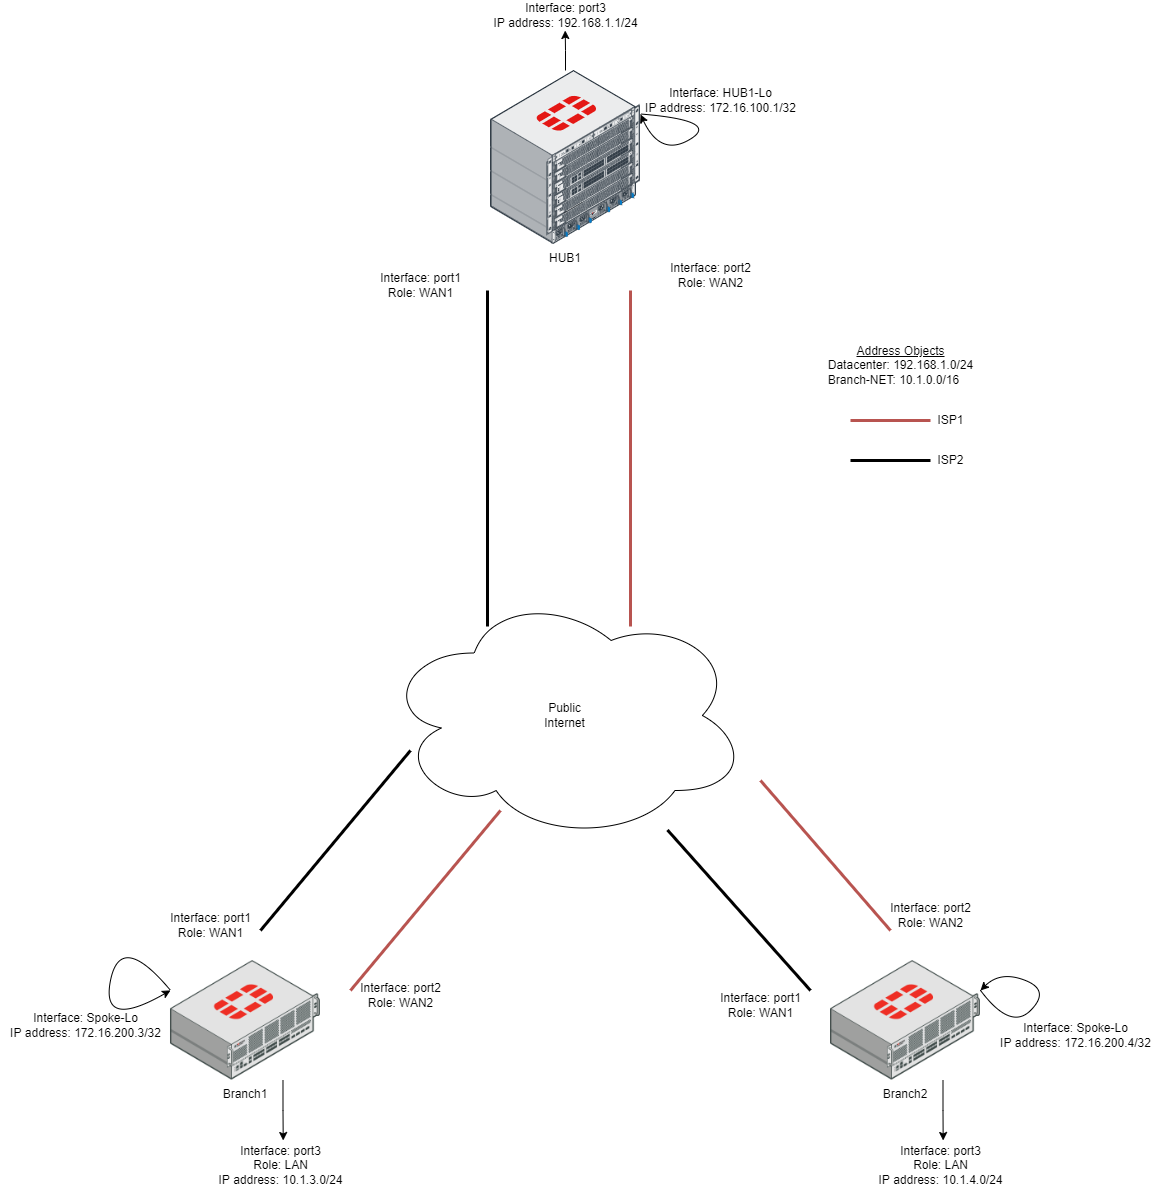 Interface: port3
IP address: 192.168.1.1/24
Interface: HUB1-Lo
IP address: 172.16.100.1/32
HUB1
Interface: port1
Role: WAN1
Interface: port2
Role: WAN2
Address Objects
Datacenter: 192.168.1.0/24
Branch-NET: 10.1.0.0/16
ISP1
ISP2
Public
Internet
Interface: port1
Role: WAN1
Interface: port2
Role: WAN2
Interface: Spoke-Lo
IP address: 172.16.200.3/32
Branch1
Interface: port3
Role: LAN
IP address: 10.1.3.0/24
Interface: port2
Role: WAN2
Interface: port1
Role: WAN1
Interface: Spoke-Lo
IP address: 172.16.200.4/32
Branch2
Interface: port3
Role: LAN
IP address: 10.1.4.0/24